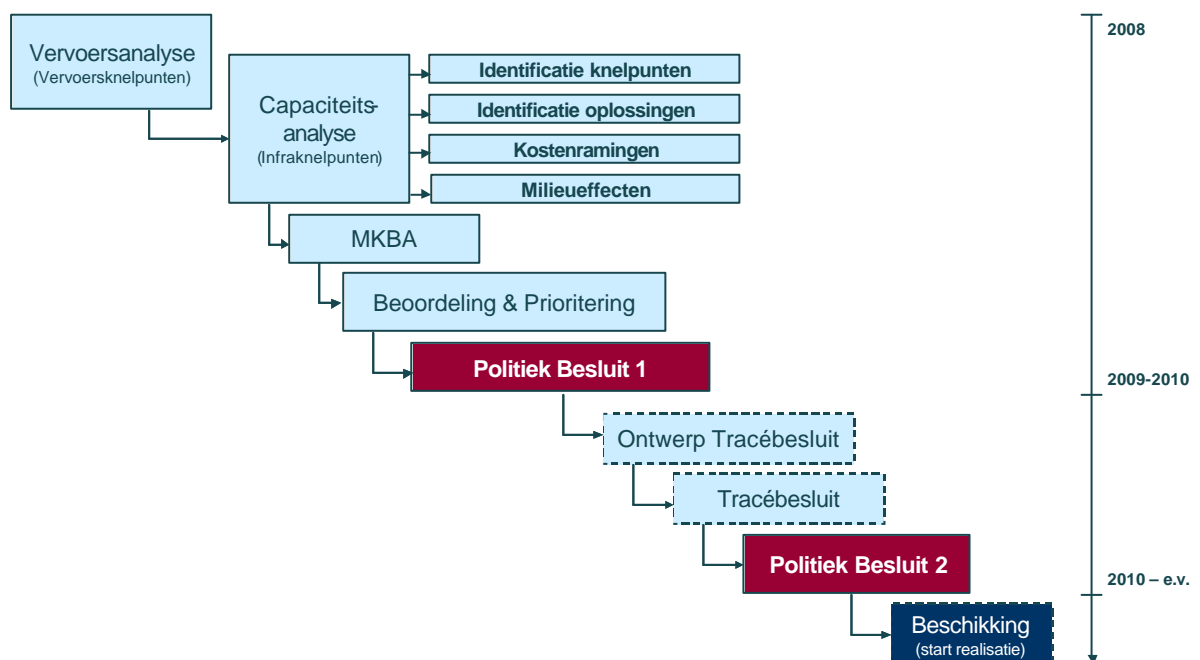 Vervoersanalyse
(Vervoersknelpunten)
Capaciteits-
analyse
(Infraknelpunten)
Identificatie knelpunten
Identificatie oplossingen
Kostenramingen
Milieueffecten
MKBA
Beoordeling & Prioritering
Politiek Besluit 1
Ontwerp Tracébesluit
Tracébesluit
Politiek Besluit 2
Beschikking
(start realisatie)
2008
2009-2010
2010 – e.v.